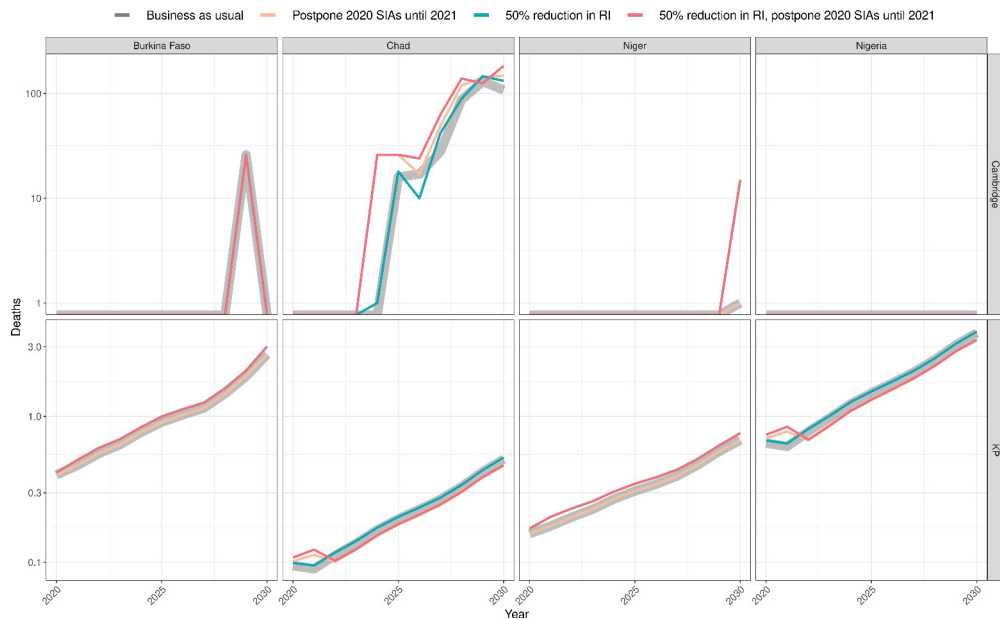 Business as usual Postpone 2020 SIAs until 2021 50% reduction in RI 50% reduction in RI, postpone 2020 SIAs until 2021
Burkina Faso Chad Niger Nigeria
100
10
1
Cambridge
Deaths
3.0
1.0
0.3
0.1
KP
2020 2025 2030 2020 2025 2030 2020 2025 2030 2020 2025 2030
Year